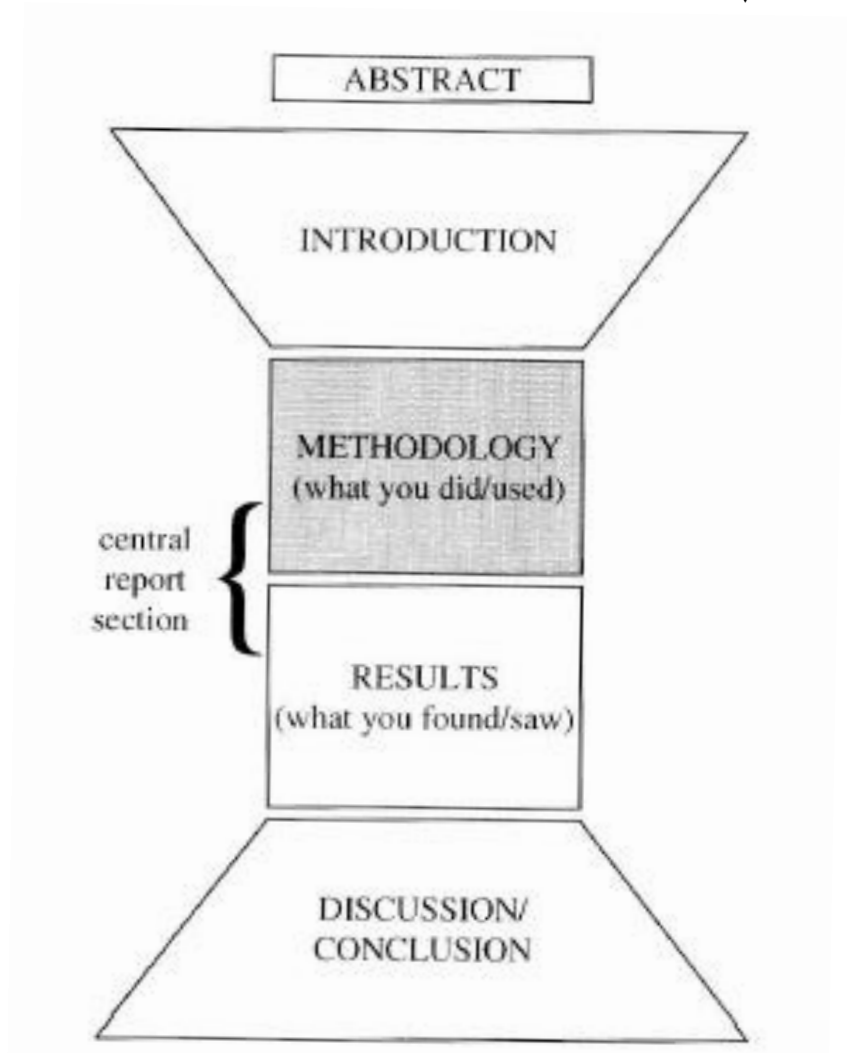 ABSTRACT
INTRODUCTION
METHODOLOGY
(what you did/used)
central
report
section
RESULTS
(what you found/saw)
DISCUSSION/
CONCLUSION